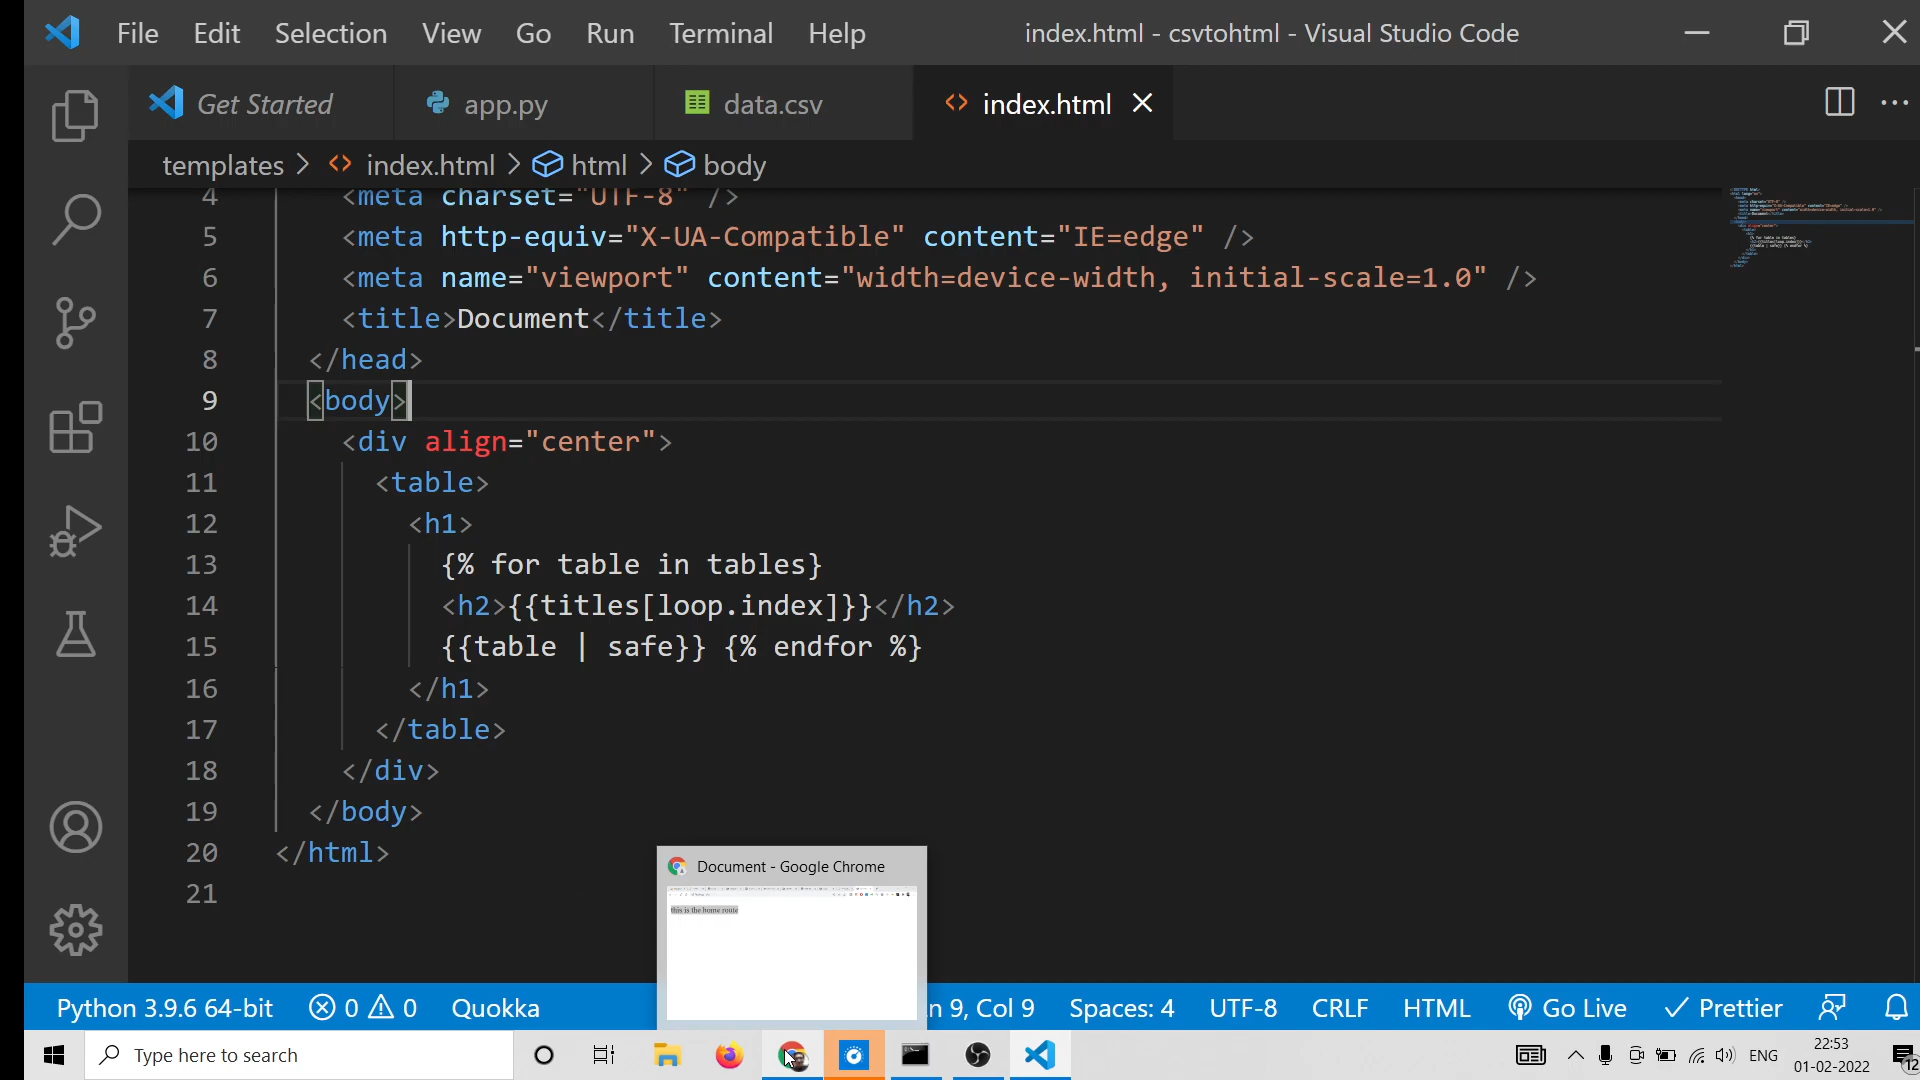 File Edit Selection View Go Run Terminal Help index.html - csvtohtml - Visual Studio Code
Get Started app.py data.csv index.html
templates > index.html > html > body
4 <meta charset="UTF-8" />
5 <meta http-equiv="X-UA-Compatible" content="IE=edge" />
6 <meta name="viewport" content="width=device-width, initial-scale=1.0" />
7 <title>Document</title>
8 </head>
9 <body>
10 <div align="center">
11 <table>
12 <h1>
13 {% for table in tables}
14 <h2>{{titles[loop.index]}}</h2>
15 {{table | safe}} {% endfor %}
16 </h1>
17 </table>
18 </div>
19 </body>
20 </html>
21
Document - Google Chrome
this is the home route
Python 3.9.6 64-bit 0 0 Quokka n 9, Col 9 Spaces: 4 UTF-8 CRLF HTML Go Live Prettier
Type here to search ENG 22:53
01-02-2022 12